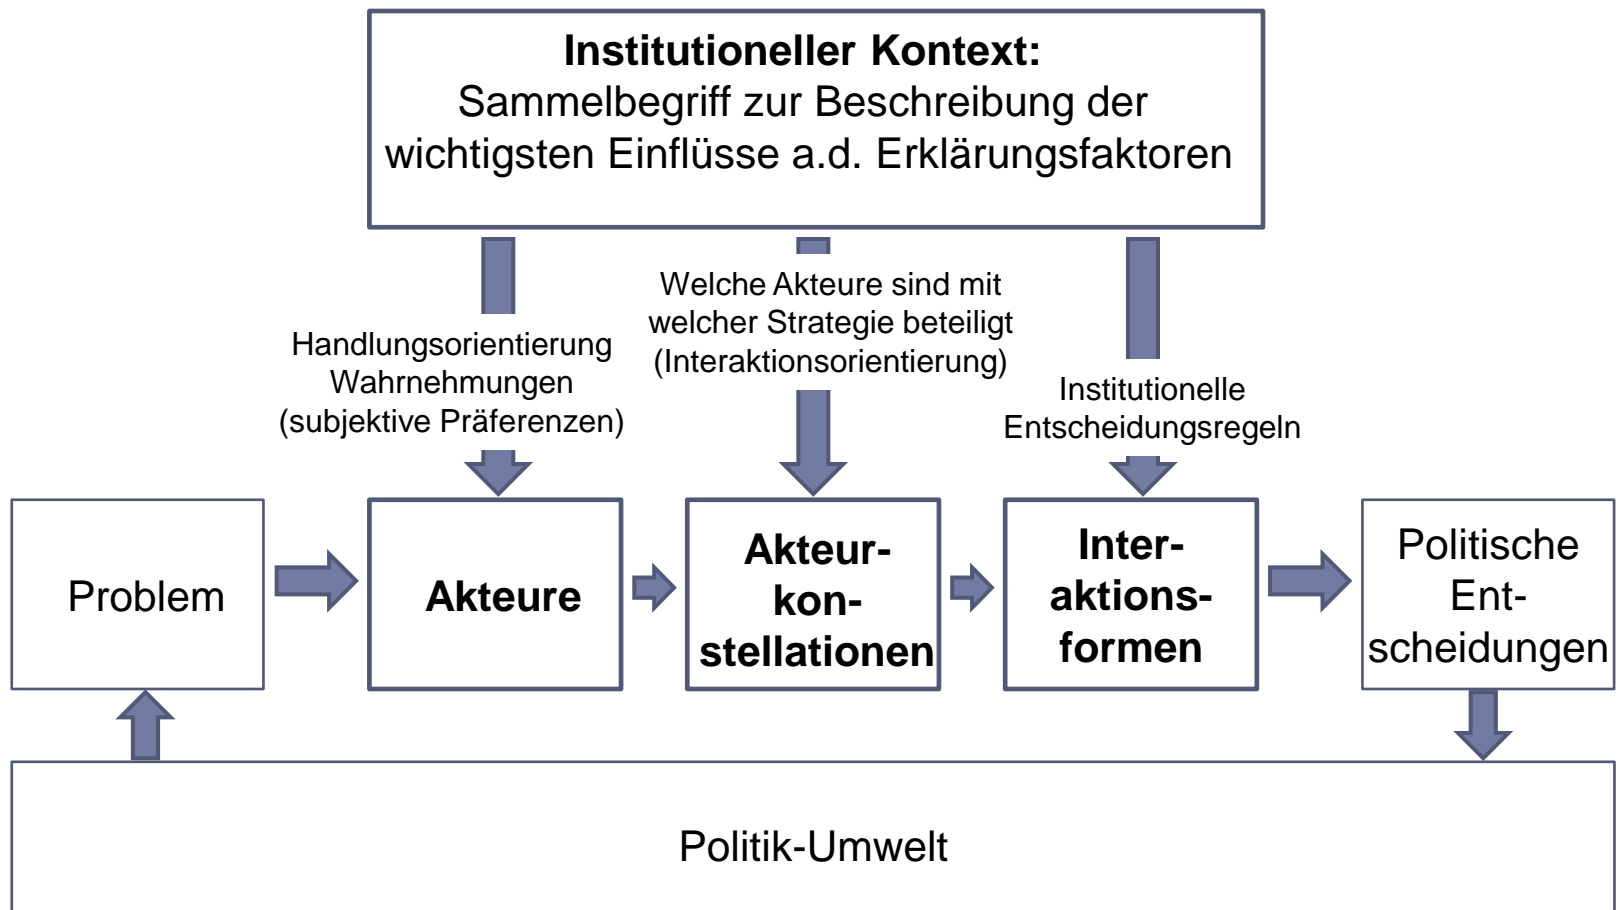 Institutioneller Kontext:
Sammelbegriff zur Beschreibung der
wichtigsten Einflüsse a.d. Erklärungsfaktoren
Handlungsorientierung
Wahrnehmungen
(subjektive Präferenzen)
Welche Akteure sind mit
welcher Strategie beteiligt
(Interaktionsorientierung)
Institutionelle
Entscheidungsregeln
Problem
Akteure
Akteur-
kon-
stellationen
Inter-
aktions-
formen
Politische
Ent-
scheidungen
Politik-Umwelt